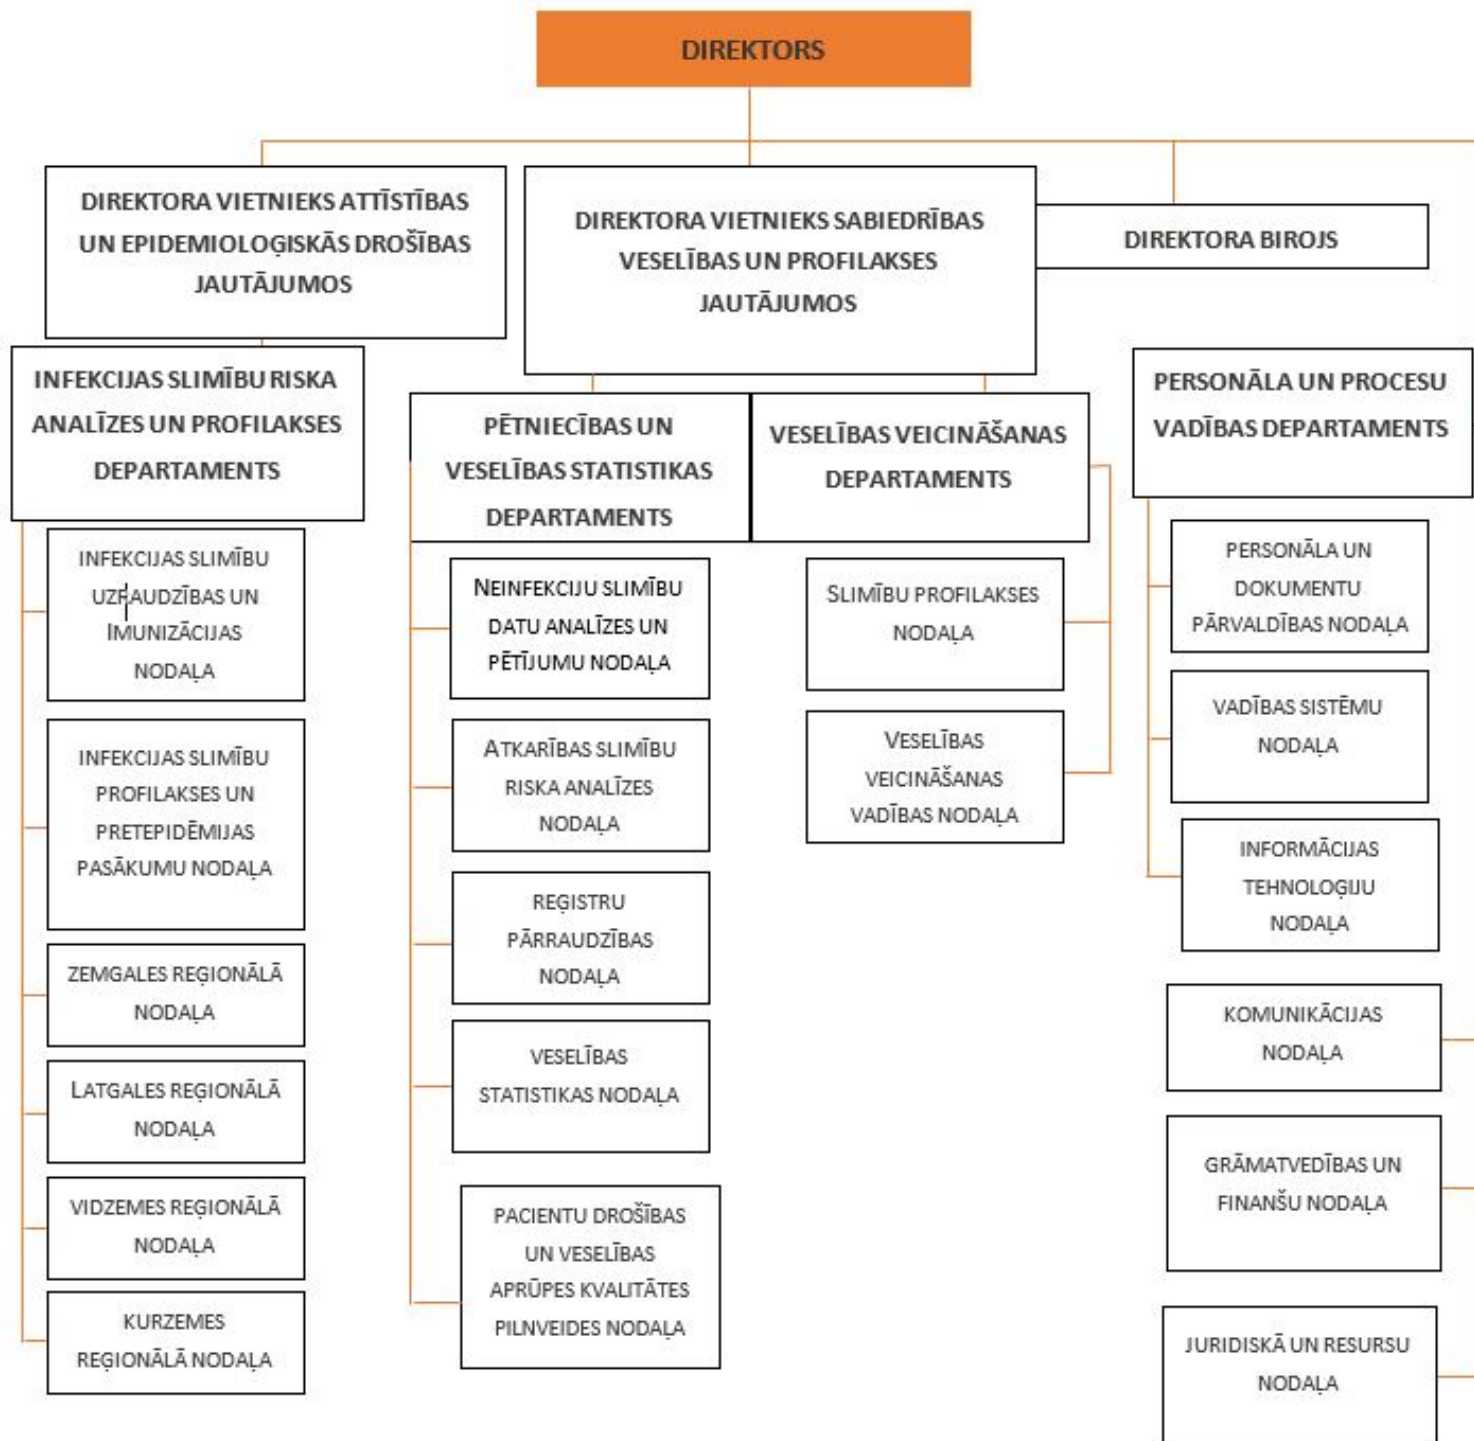 DIREKTORS
DIREKTORA VIETNIEKS ATTĪSTĪBAS
UN EPIDEMIOLOĢISKĀS DROŠĪBAS
JAUTĀJUMOS
DIREKTORA VIETNIEKS SABIEDRĪBAS
VESELĪBAS UN PROFILAKSES
JAUTĀJUMOS
DIREKTORA BIROJS
INFEKCIJAS SLIMĪBU RISKA
ANALĪZES UN PROFILAKSES
DEPARTAMENTS
INFEKCIJAS SLIMĪBU
UZRAUDZĪBAS UN
IMUNIZĀCIJAS
NODAĻA
INFEKCIJAS SLIMĪBU
PROFILAKSES UN
PRETEPIDĒMIJAS
PASĀKUMU NODAĻA
ZEMGALES REĢIONĀLĀ
NODAĻA
LATGALES REĢIONĀLĀ
NODAĻA
VIDZEMES REĢIONĀLĀ
NODAĻA
KURZEMES
REĢIONĀLĀ NODAĻA
PĒTNIECĪBAS UN
VESELĪBAS STATISTIKAS
DEPARTAMENTS
NEINFEKCIJU SLIMĪBU
DATU ANALĪZES UN
PĒTĪJUMU NODAĻA
ATKARĪBAS SLIMĪBU
RISKA ANALĪZES
NODAĻA
REĢISTRU
PĀRRAUDZĪBAS
NODAĻA
VESELĪBAS
STATISTIKAS NODAĻA
PACIENTU DROŠĪBAS
UN VESELĪBAS
APRŪPES KVALITĀTES
PILNVEIDES NODAĻA
VESELĪBAS VEICINĀŠANAS
DEPARTAMENTS
SLIMĪBU PROFILAKSES
NODAĻA
VESELĪBAS
VEICINĀŠANAS
VADĪBAS NODAĻA
PERSONĀLA UN PROCESU
VADĪBAS DEPARTAMENTS
PERSONĀLA UN
DOKUMENTU
PĀRVALDĪBAS NODAĻA
VADĪBAS SISTĒMU
NODAĻA
INFORMĀCIJAS
TEHNOLOĢIJU
NODAĻA
KOMUNIKĀCIJAS
NODAĻA
GRĀMATVEDĪBAS UN
FINANŠU NODAĻA
JURIDISKĀ UN RESURSU
NODAĻA